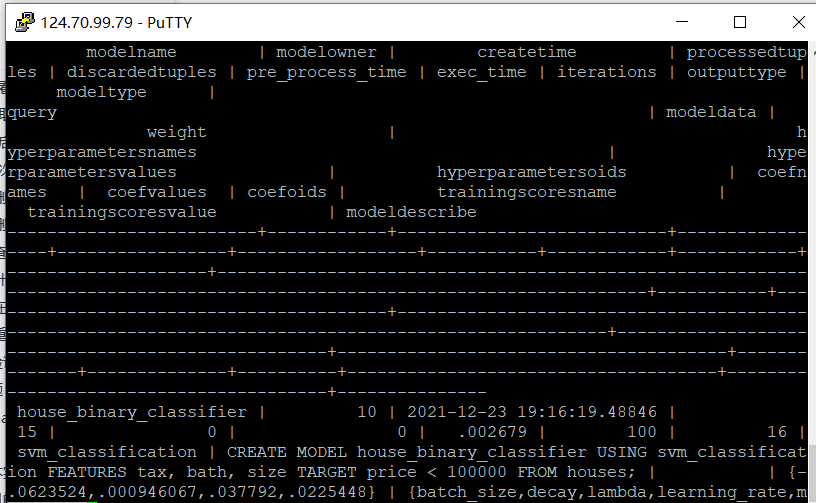 124.70.99.79 - PuTTY
modelname | modelowner | createtime | processedtup
les | discardedtuples | pre_process_time | exec_time | iterations | outputtype |
modeltype |
query | modeldata |
weight | h
yperparametersnames | hype
rparametersvalues | hyperparametersoids | coefn
ames | coefvalues | coefoids | trainingscoresname |
trainingscoresvalue | modeldescribe
-------------------------+------------+----------------------------+-------------
----+-----------------+------------------+-----------+------------+------------+
--------------------+-----------------------------------------------------------
----------------------------------------------------------------+-----------+---
--------------------------------------+-----------------------------------------
------------------------------------------------------------+-------------------
--------------------------------+---------------------------------------+-------
-------+--------------+----------+-------------------------------------+--------
--------------------------------+---------------
house_binary_classifier | 10 | 2021-12-23 19:16:19.48846 |
15 | 0 | 0 | .002679 | 100 | 16 |
svm_classification | CREATE MODEL house_binary_classifier USING svm_classificat
ion FEATURES tax, bath, size TARGET price < 100000 FROM houses; | | {-
.0623524,.000946067,.037792,.0225448} | {batch_size,decay,lambda,learning_rate,m